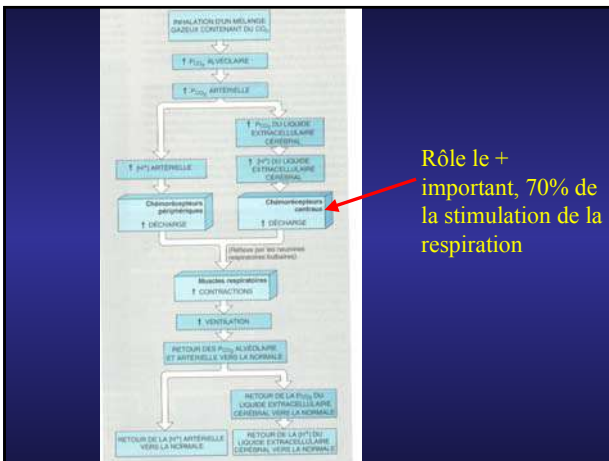 INHALATION D'UN MÉLANGE
GAZEUX CONTENANT DU CO₂
↑ PCO₂ ALVÉOLAIRE
↑ PCO₂ ARTÉRIELLE
↑ PCO₂ DU LIQUIDE
EXTRACELLULAIRE
CÉRÉBRAL
↑ [H⁺] ARTÉRIELLE
↑ [H⁺] DU LIQUIDE
EXTRACELLULAIRE
CÉRÉBRAL
Chémorécepteurs
périphériques
↑ DÉCHARGE
Chémorécepteurs
centraux
↑ DÉCHARGE
Rôle le +
important, 70% de
la stimulation de la
respiration
(Réflexe par les neurones
respiratoires bulbaires)
Muscles respiratoires
↑ CONTRACTIONS
↑ VENTILATION
RETOUR DES PCO₂ ALVÉOLAIRE
ET ARTÉRIELLE VERS LA NORMALE
RETOUR DE LA PCO₂ DU
LIQUIDE EXTRACELLULAIRE
CÉRÉBRAL VERS LA NORMALE
RETOUR DE LA [H⁺] ARTÉRIELLE
VERS LA NORMALE
RETOUR DE LA [H⁺] DU
LIQUIDE EXTRACELLULAIRE
CÉRÉBRAL VERS LA NORMALE